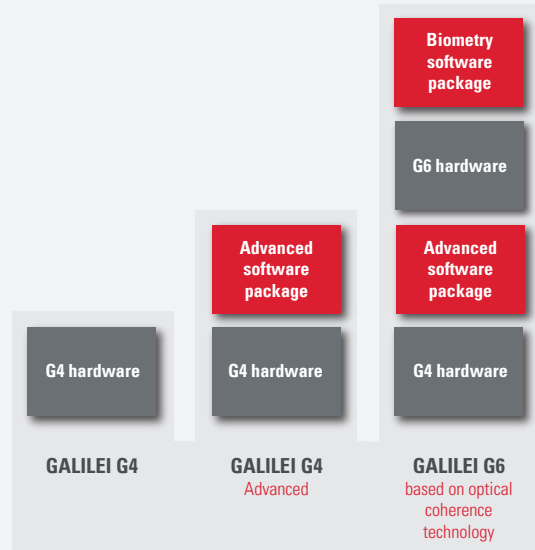 Biometry
software
package
G6 hardware
Advanced
software
package
Advanced
software
package
G4 hardware
G4 hardware
G4 hardware
GALILEI G4
GALILEI G4
Advanced
GALILEI G6
based on optical
coherence
technology